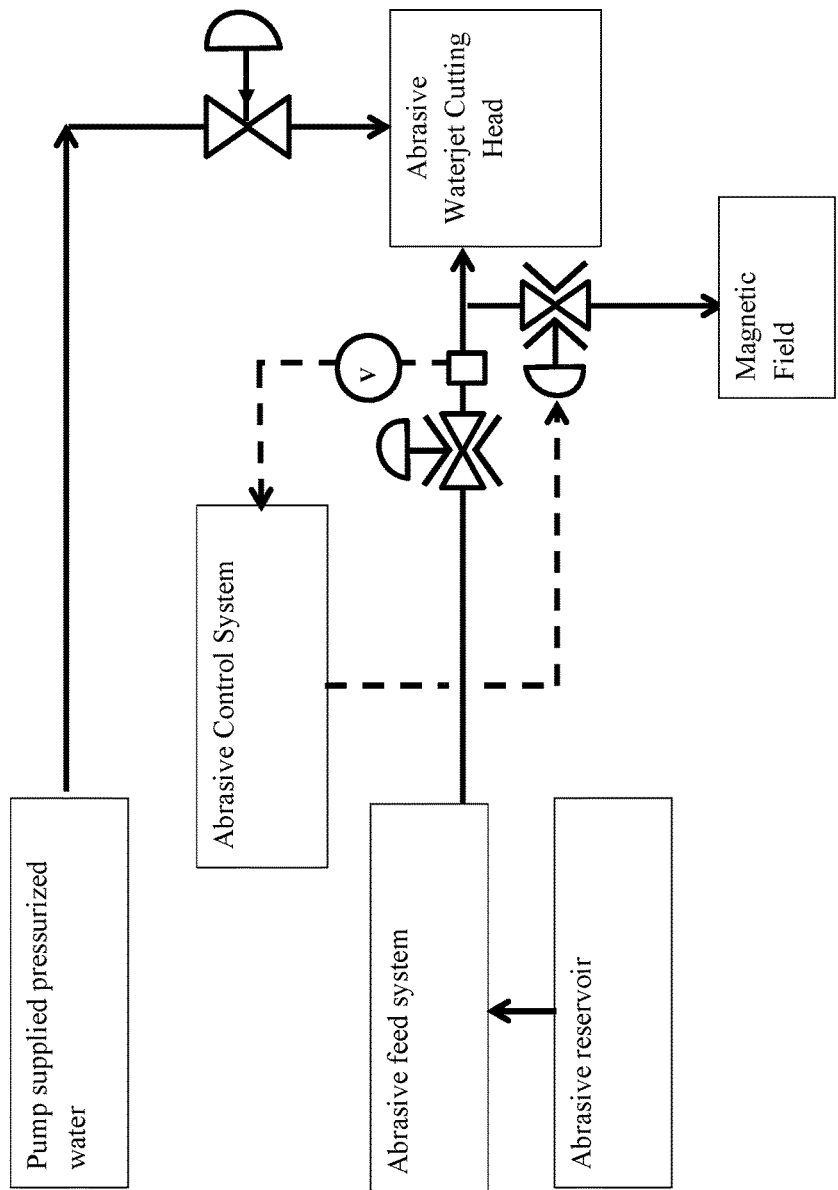 Pump supplied pressurized
water
Abrasive Control System
Abrasive feed system
Abrasive reservoir
v
Abrasive
Waterjet Cutting
Head
Magnetic
Field